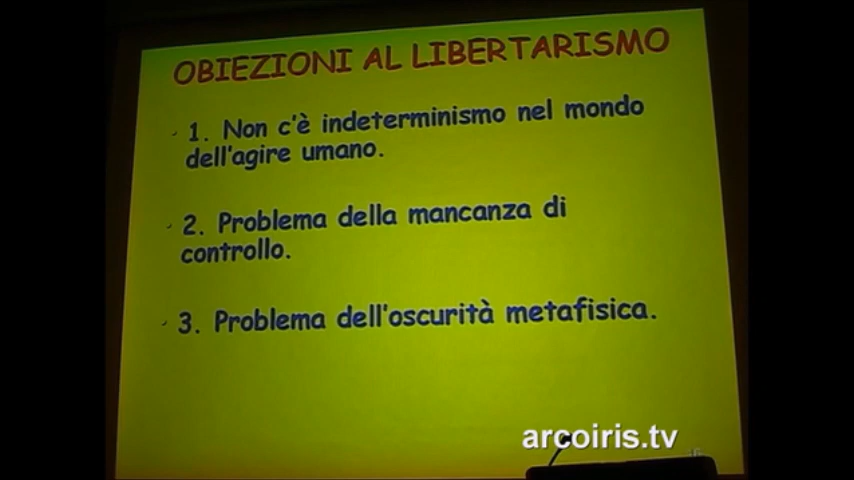 OBIEZIONI AL LIBERTARISMO
1. Non c'è indeterminismo nel mondo
dell'agire umano.
2. Problema della mancanza di
controllo.
3. Problema dell'oscurità metafisica.
arcoiris.tv